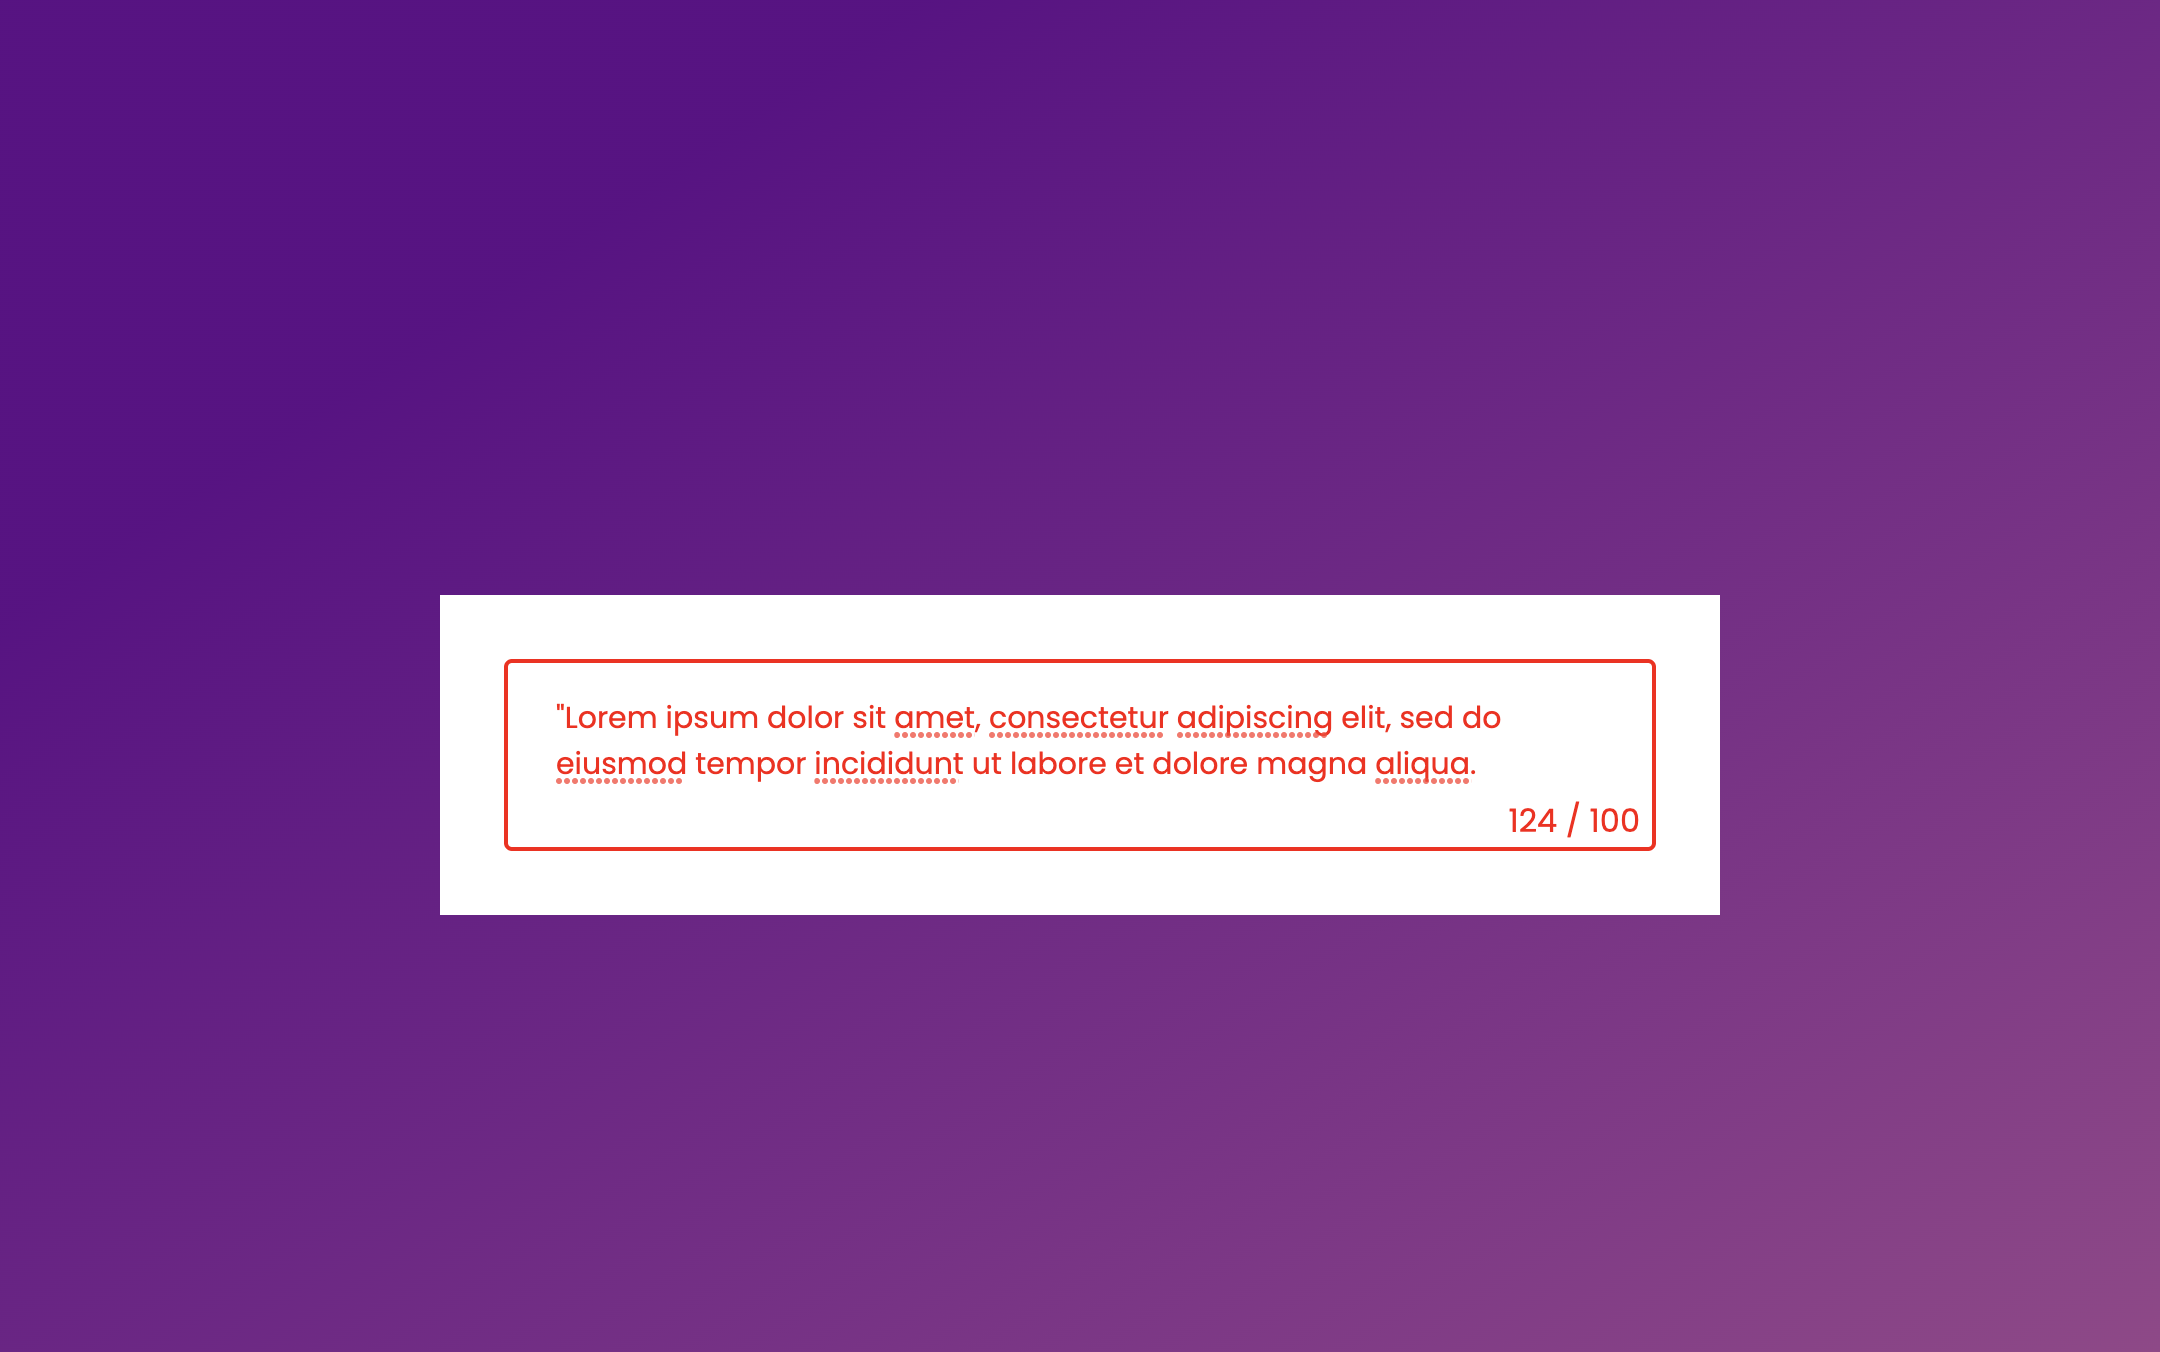 "Lorem ipsum dolor sit amet, consectetur adipiscing elit, sed do
eiusmod tempor incididunt ut labore et dolore magna aliqua.
124 / 100